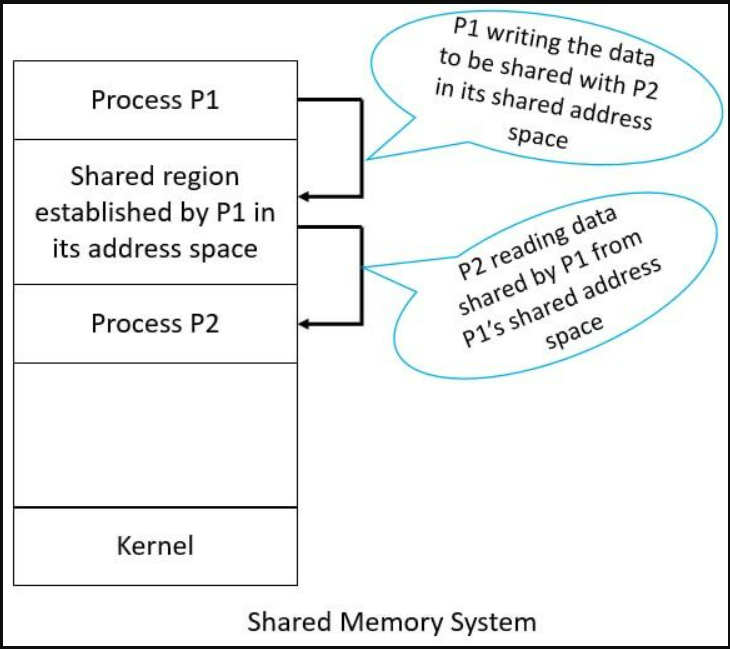 Process P1
Shared region
established by P1 in
its address space
Process P2
Kernel
P1 writing the data
to be shared with P2
in its shared address
space
P2 reading data
shared by P1 from
P1's shared address
space
Shared Memory System